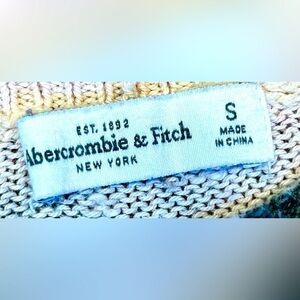 EST. 1892
Abercrombie & Fitch
NEW YORK
S
MADE
IN CHINA